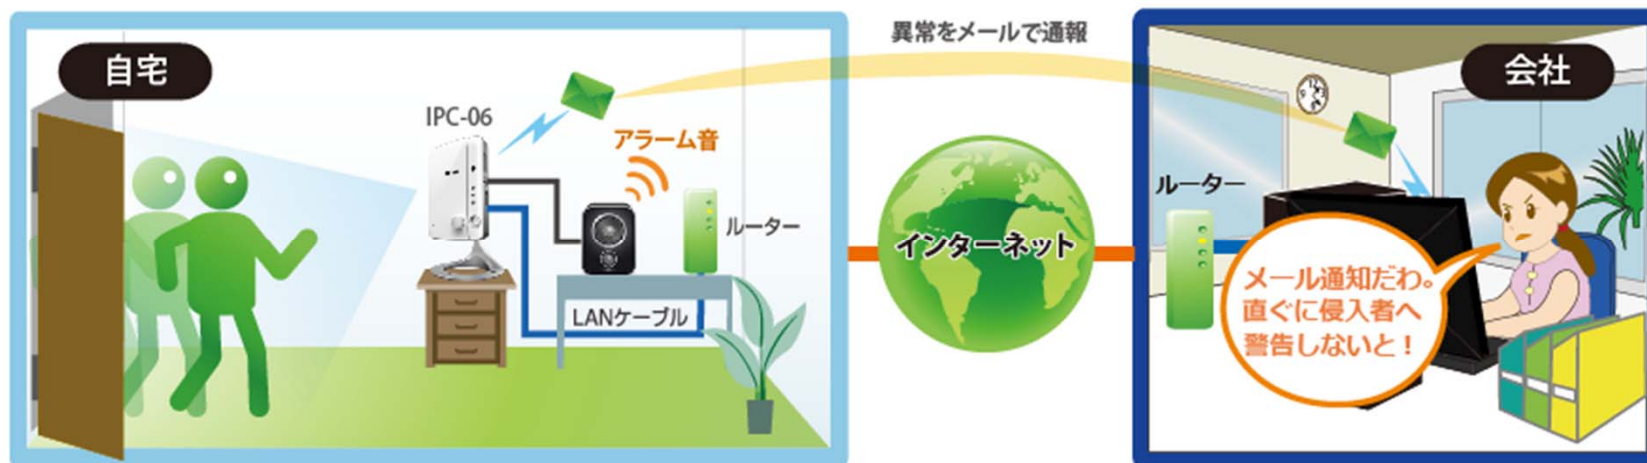 異常をメールで通報
自宅
会社
IPC-06
アラーム音
ルーター
LANケーブル
インターネット
ルーター
メール通知だわ。
直ぐに侵入者へ
警告しないと！